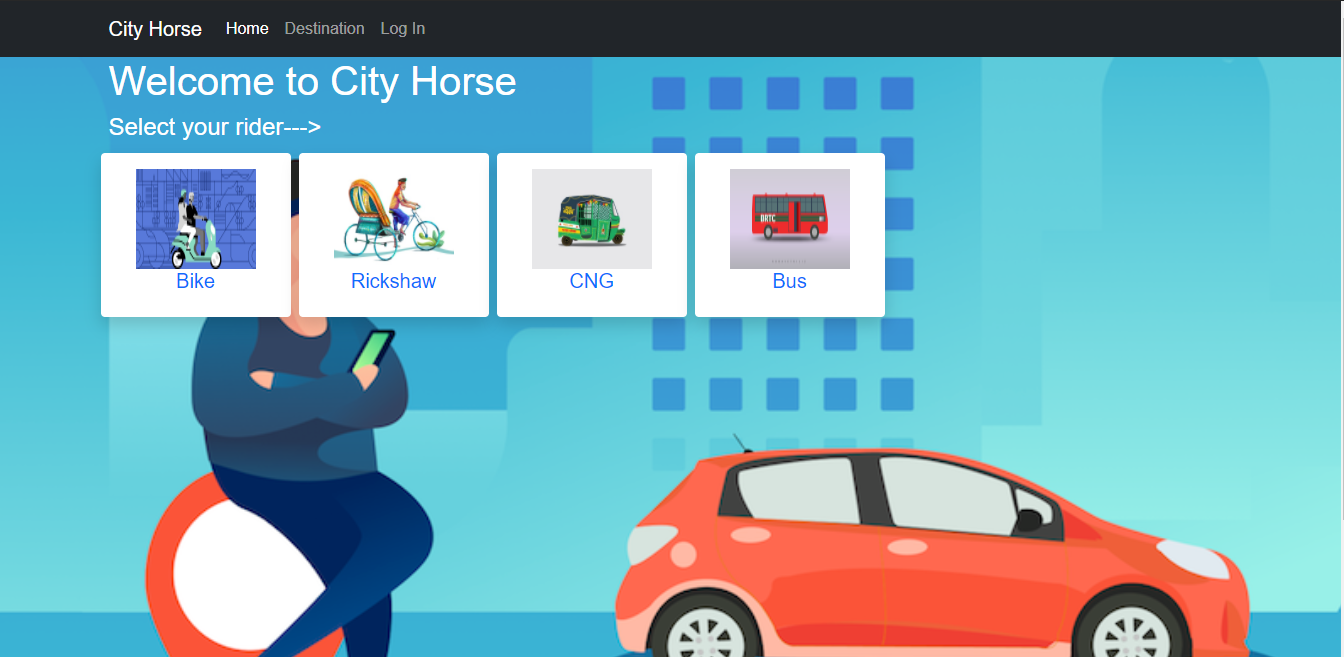 City Horse Home Destination Log In
Welcome to City Horse
Select your rider--->
Bike Rickshaw CNG Bus
BRTC